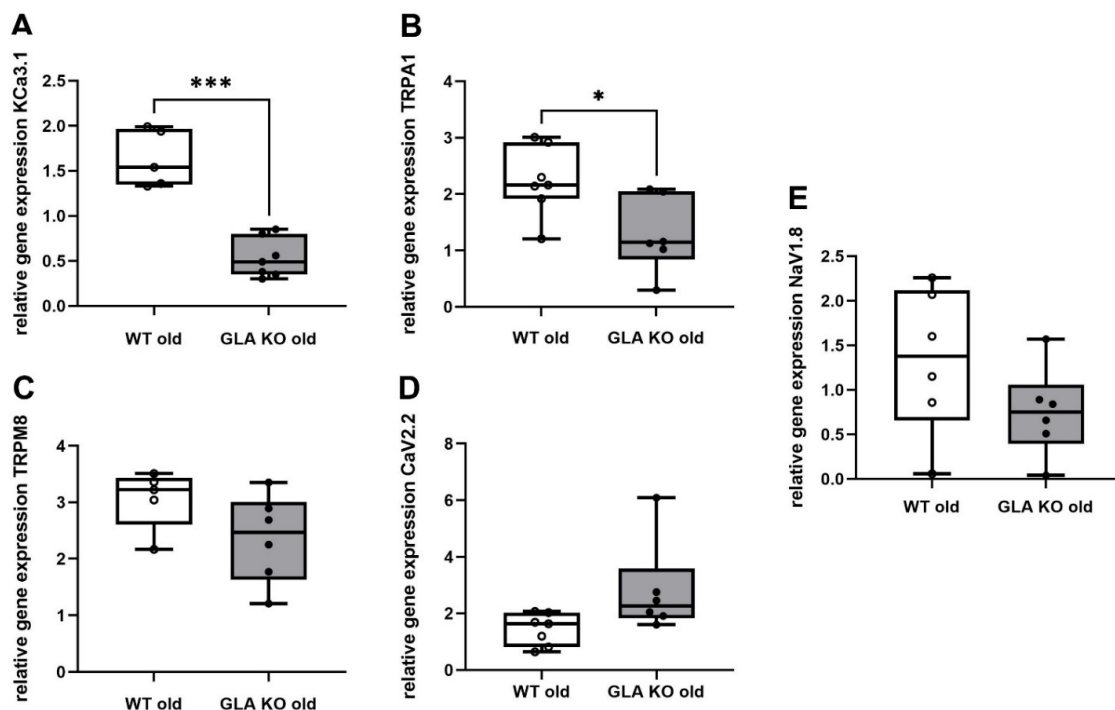 A
relative gene expression KCa3.1
2.5
2.0
1.5
1.0
0.5
0.0
***
WT old
GLA KO old
B
relative gene expression TRPA1
4
3
2
1
0
*
WT old
GLA KO old
C
relative gene expression TRPM8
4
3
2
1
0
WT old
GLA KO old
D
relative gene expression CaV2.2
8
6
4
2
0
WT old
GLA KO old
E
relative gene expression NaV1.8
2.5
2.0
1.5
1.0
0.5
0.0
WT old
GLA KO old